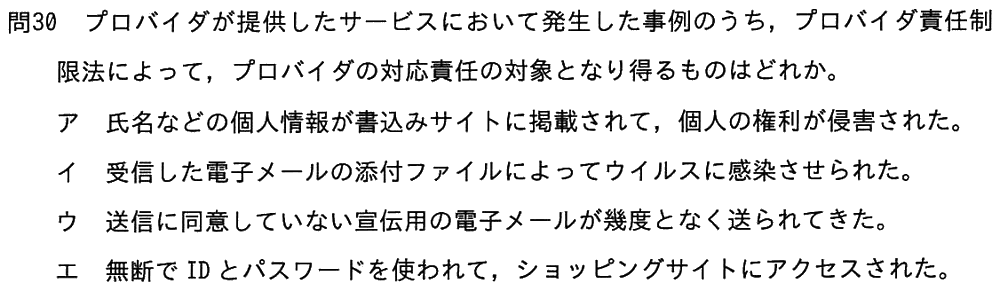 問30 プロバイダが提供したサービスにおいて発生した事例のうち，プロバイダ責任制
限法によって，プロバイダの対応責任の対象となり得るものはどれか。
ア 氏名などの個人情報が書込みサイトに掲載されて，個人の権利が侵害された。
イ 受信した電子メールの添付ファイルによってウイルスに感染させられた。
ウ 送信に同意していない宣伝用の電子メールが幾度となく送られてきた。
エ 無断で ID とパスワードを使われて，ショッピングサイトにアクセスされた。